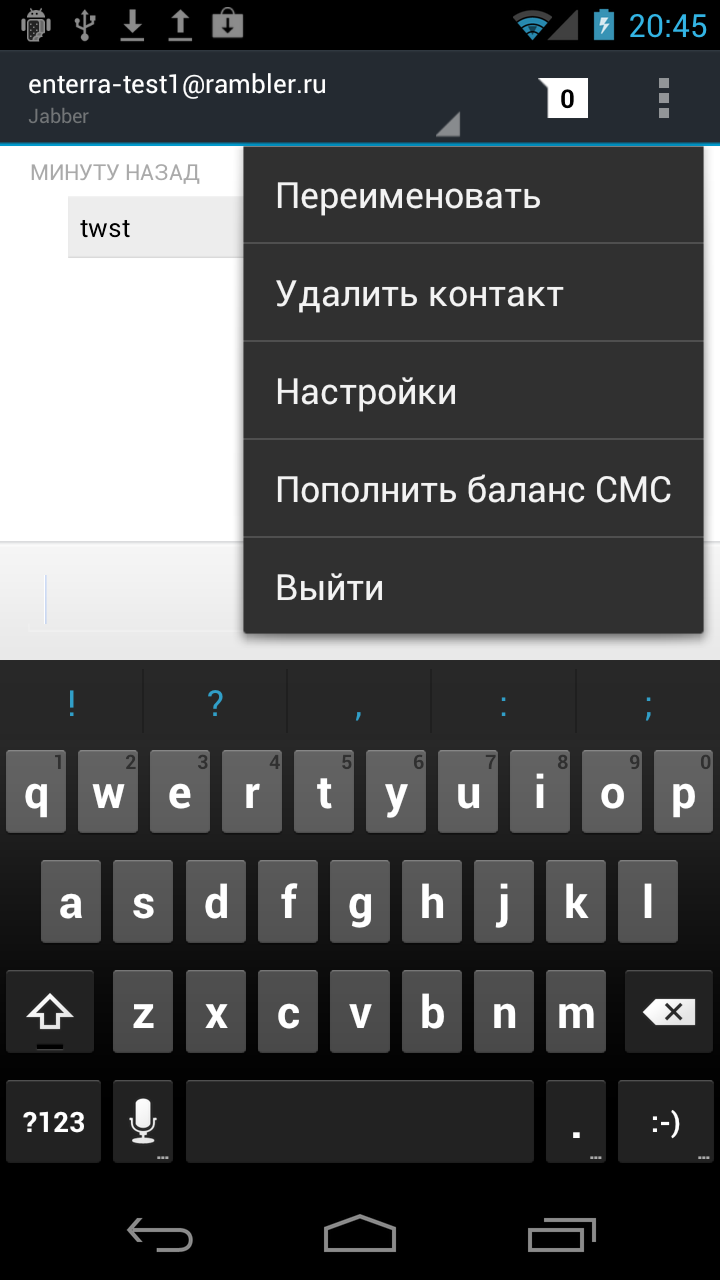 20:45
enterra-test1@rambler.ru
0
Jabber
МИНУТУ НАЗАД
twst
Переименовать
Удалить контакт
Настройки
Пополнить баланс СМС
Выйти
! ? , : ;
1 2 3 4 5 6 7 8 9 0
q w e r t y u i o p
a s d f g h j k l
z x c v b n m
?123 . :-)